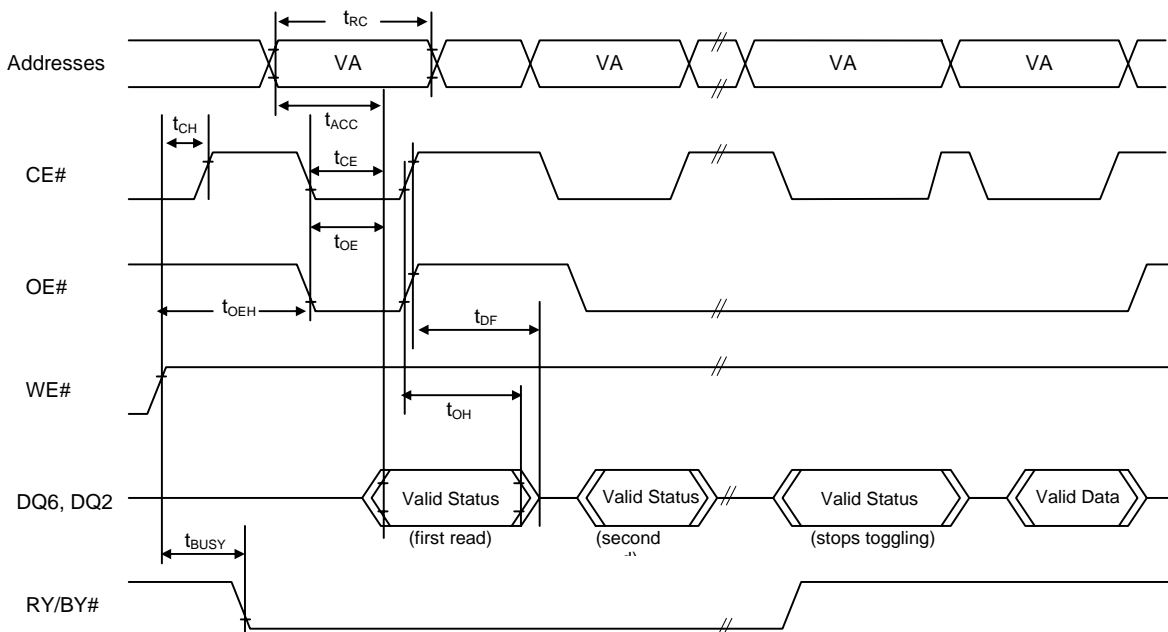 tRC
Addresses VA VA VA VA
tACC
tCH
tCE
CE#
tOE
OE#
tOEH
tDF
WE#
tOH
DQ6, DQ2 Valid Status Valid Status Valid Status Valid Data
(first read) (second (stops toggling)
tBUSY
RY/BY#